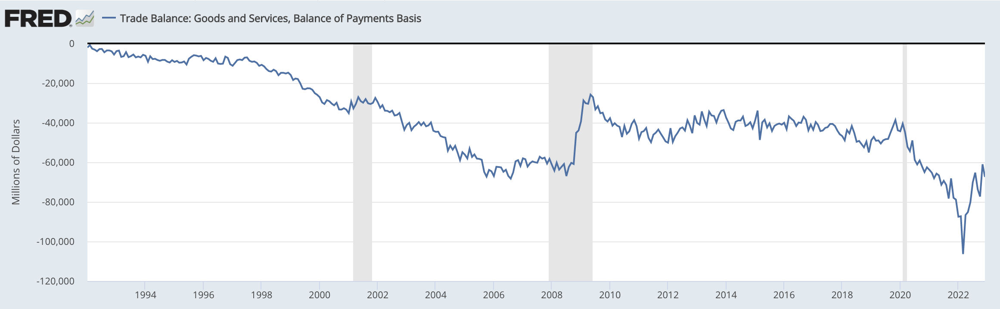 FRED® Trade Balance: Goods and Services, Balance of Payments Basis
Millions of Dollars
0
-20,000
-40,000
-60,000
-80,000
-100,000
-120,000
1994 1996 1998 2000 2002 2004 2006 2008 2010 2012 2014 2016 2018 2020 2022